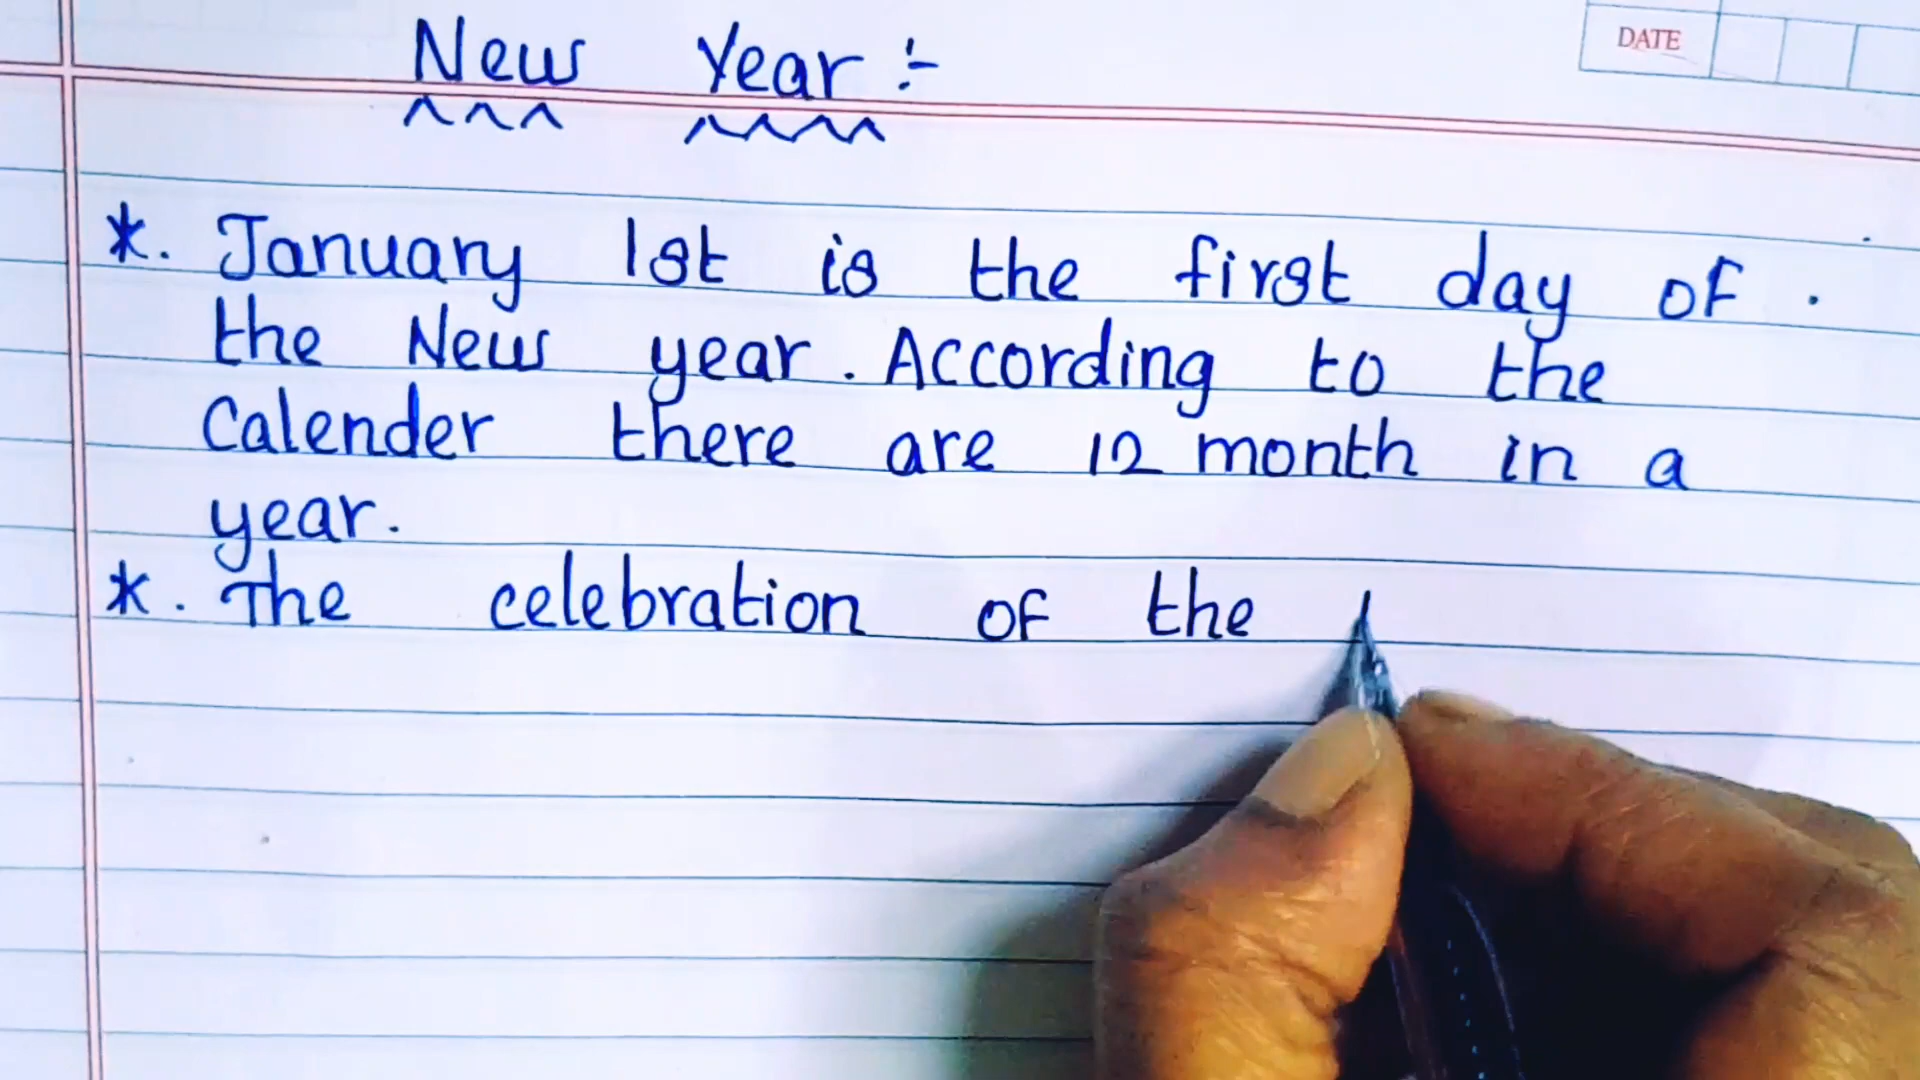 New Year :-
DATE
*. January 1st is the first day of .
the New year. According to the
Calender there are 12 month in a
year.
*. The celebration of the